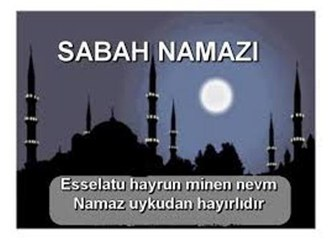 SABAH NAMAZI
Esselatu hayrun minen nevm
Namaz uykudan hayırlıdır